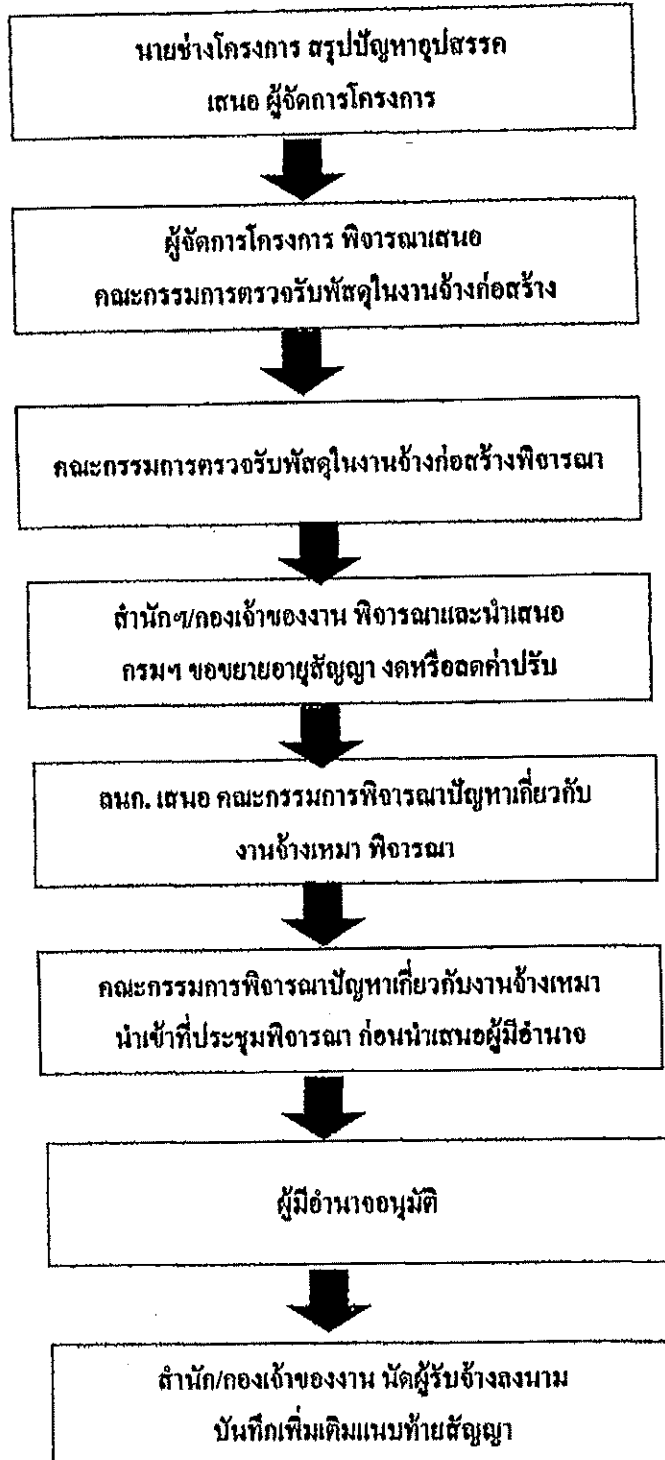 นายช่างโครงการ สรุปปัญหาอุปสรรค
เสนอ ผู้จัดการโครงการ
ผู้จัดการโครงการ พิจารณาเสนอ
คณะกรรมการตรวจรับพัสดุในงานจ้างก่อสร้าง
คณะกรรมการตรวจรับพัสดุในงานจ้างก่อสร้างพิจารณา
สำนักฯ/กองเจ้าของงาน พิจารณาและนำเสนอ
กรมฯ ขอขยายอายุสัญญา งดหรือลดค่าปรับ
ลนก. เสนอ คณะกรรมการพิจารณาปัญหาเกี่ยวกับ
งานจ้างเหมา พิจารณา
คณะกรรมการพิจารณาปัญหาเกี่ยวกับงานจ้างเหมา
นำเข้าที่ประชุมพิจารณา ก่อนนำเสนอผู้มีอำนาจ
ผู้มีอำนาจอนุมัติ
สำนัก/กองเจ้าของงาน นัดผู้รับจ้างลงนาม
บันทึกเพิ่มเติมแนบท้ายสัญญา